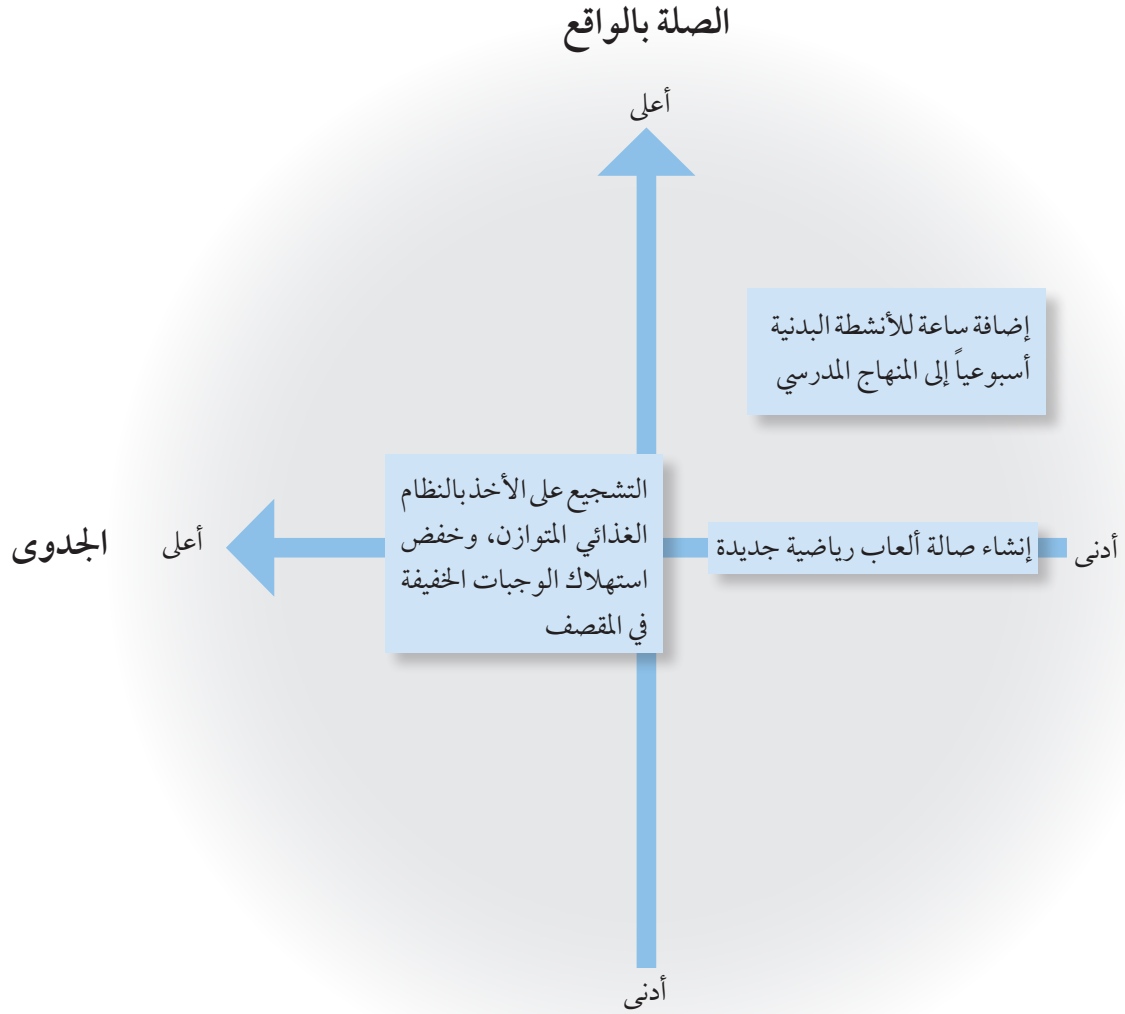 الصلة بالواقع
أعلى
إضافة ساعة للأنشطة البدنية
أسبوعياً إلى المنهاج المدرسي
أدنى
إنشاء صالة ألعاب رياضية جديدة
التشجيع على الأخذ بالنظام
الغذائي المتوازن، وخفض
استهلاك الوجبات الخفيفة
في المقصف
أعلى
الجدوى
أدنى